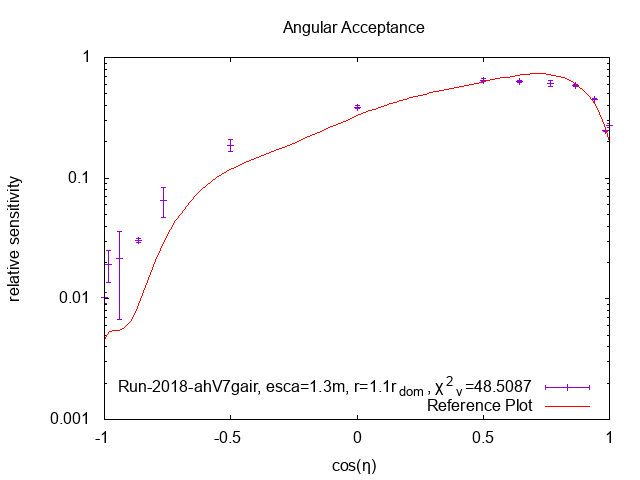 Angular Acceptance
1
0.1
0.01
0.001
relative sensitivity
Run-2018-ahV7gair, esca=1.3m, r=1.1r_dom, χ²_ν=48.5087
Reference Plot
-1 -0.5 0 0.5 1
cos(η)